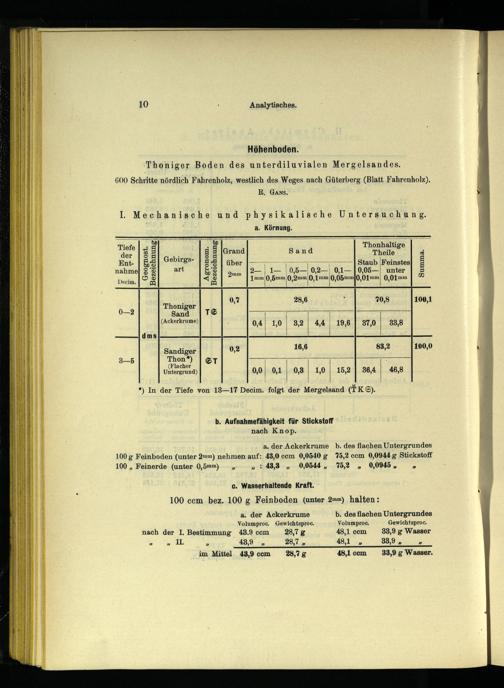 10 Analytisches.
Höhenboden.
Thoniger Boden des unterdiluvialen Mergelsandes.
600 Schritte nördlich Fahrenholz, westlich des Weges nach Güterberg (Blatt Fahrenholz).
R. Gans.
I. Mechanische und physikalische Untersuchung.
a. Körnung.
Tiefe der Entnahme Decim. | Geognost. Bezeichnung | Gebirgsart | Agronom. Bezeichnung | Grand über 2mm | Sand | Thonhaltige Theile | Summa.
2—1mm | 1—0,5mm | 0,5—0,2mm | 0,2—0,1mm | 0,1—0,05mm | Staub 0,05—0,01mm | Feinstes unter 0,01mm
0—2 | dms | Thoniger Sand (Ackerkrume) | TS | 0,7 | 28,6 | 70,8 | 100,1
0,4 | 1,0 | 3,2 | 4,4 | 19,6 | 37,0 | 33,8
3—5 | Sandiger Thon*) (Flacher Untergrund) | ST | 0,2 | 16,6 | 83,2 | 100,0
0,0 | 0,1 | 0,3 | 1,0 | 15,2 | 36,4 | 46,8
*) In der Tiefe von 13—17 Decim. folgt der Mergelsand (T̆KS).
b. Aufnahmefähigkeit für Stickstoff
nach Knop.
a. der Ackerkrume b. des flachen Untergrundes
100 g Feinboden (unter 2mm) nehmen auf: 43,0 ccm 0,0540 g 75,2 ccm 0,0944 g Stickstoff
100 „ Feinerde (unter 0,5mm) „ „ : 43,3 „ 0,0544 „ 75,2 „ 0,0945 „ „
c. Wasserhaltende Kraft.
100 ccm bez. 100 g Feinboden (unter 2mm) halten:
a. der Ackerkrume b. des flachen Untergrundes
Volumproc. Gewichtsproc. Volumproc. Gewichtsproc.
nach der I. Bestimmung 43.9 ccm 28,7 g 48,1 ccm 33,9 g Wasser
„ „ II. „ 43,9 „ 28,7 „ 48,1 „ 33,9 „ „
im Mittel 43,9 ccm 28,7 g 48,1 ccm 33,9 g Wasser.